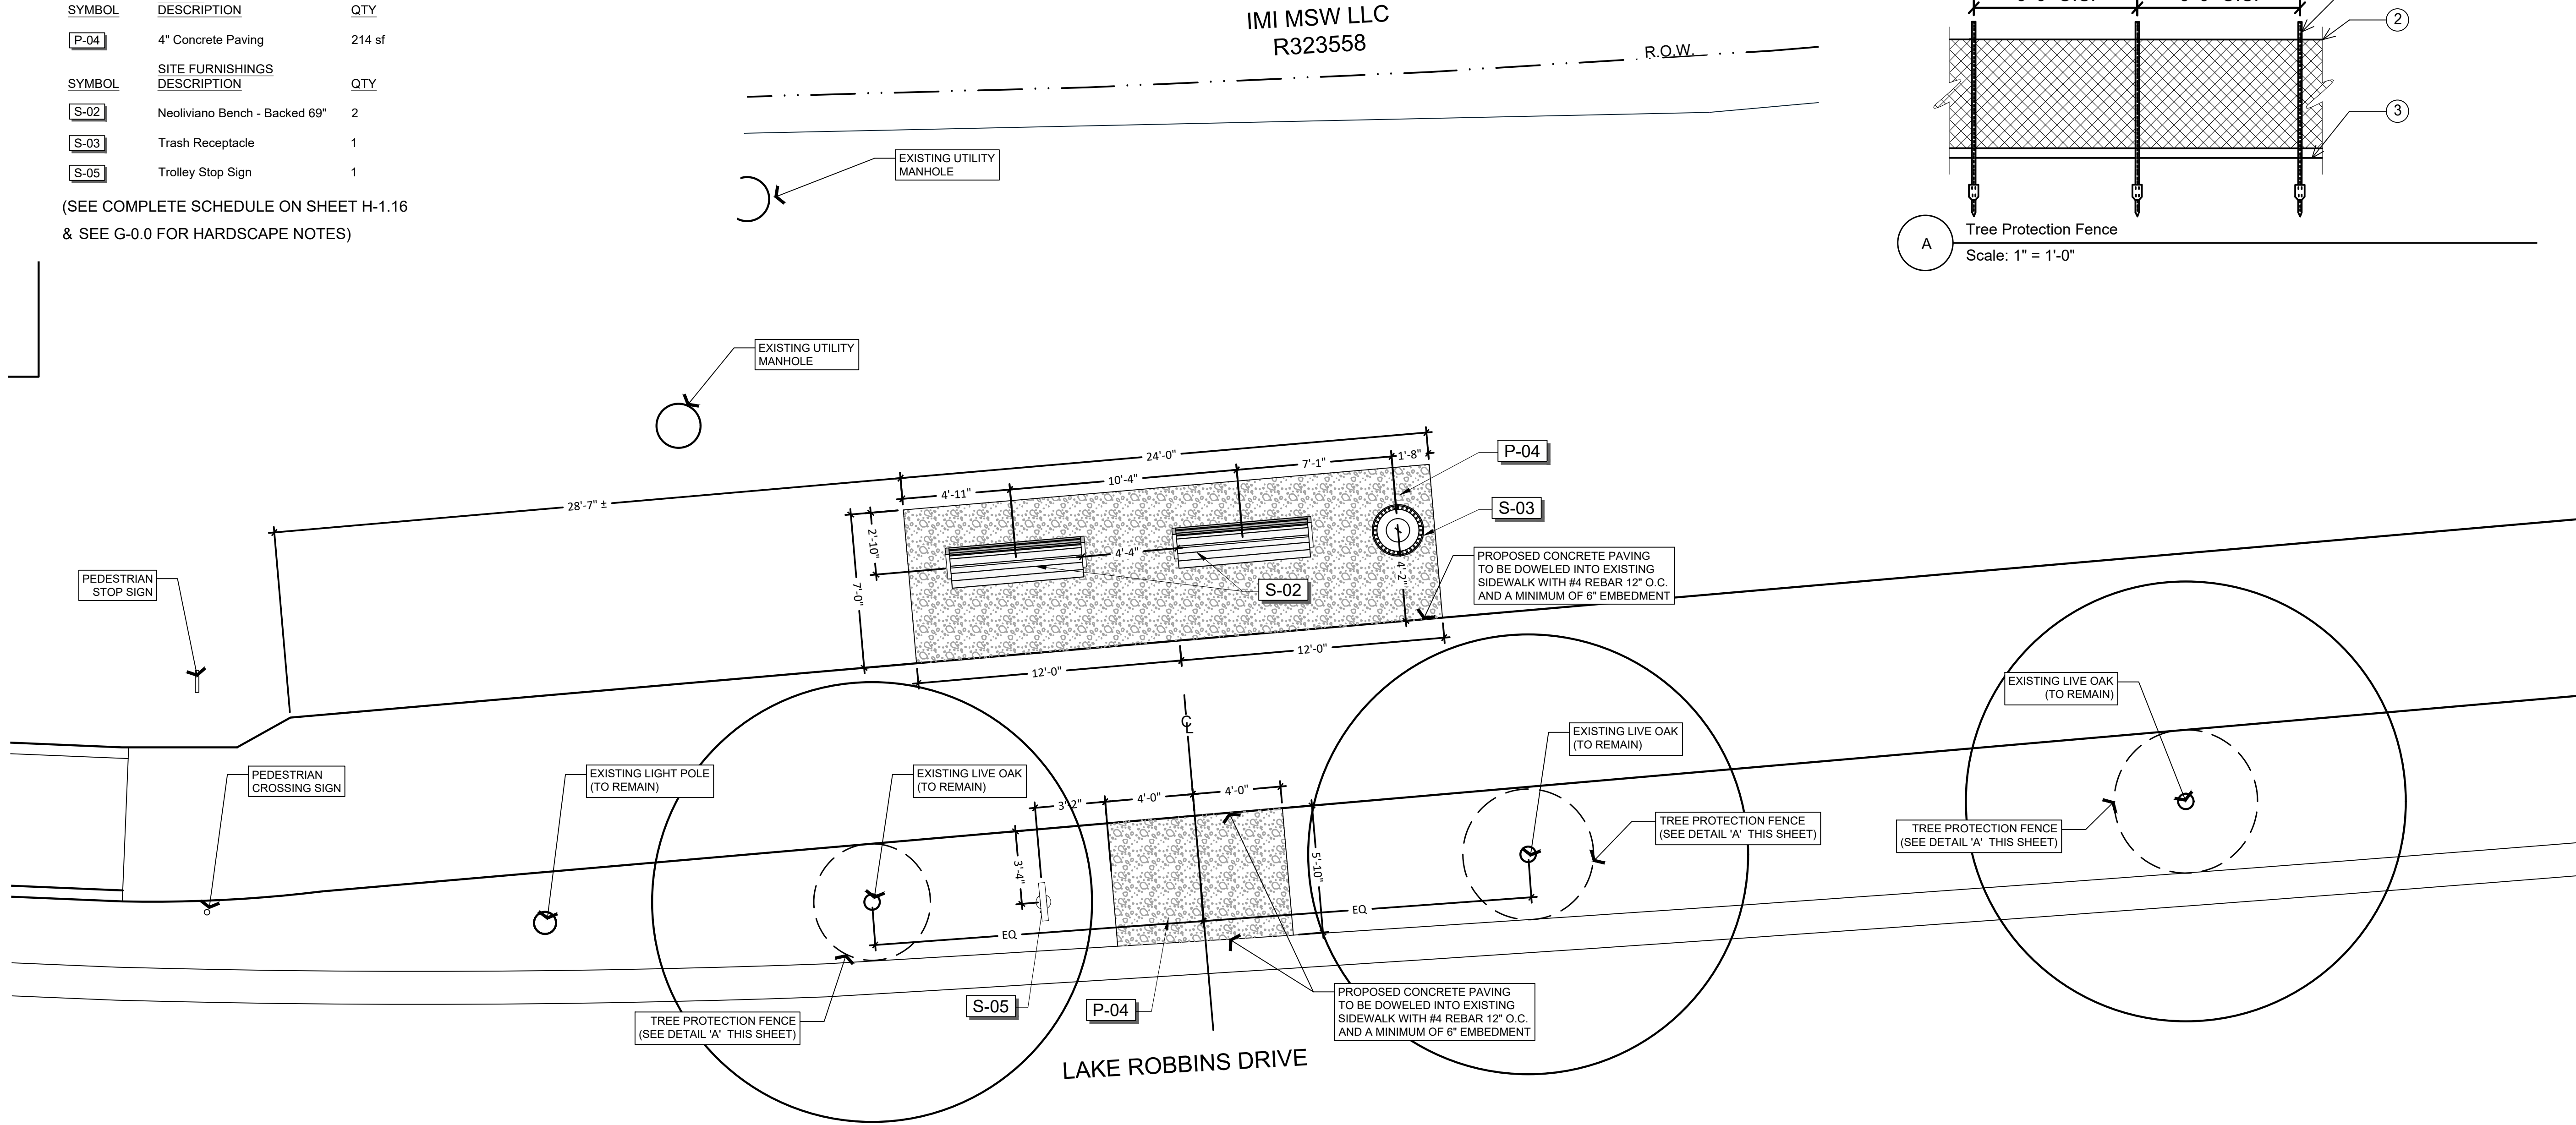 SYMBOL DESCRIPTION QTY
P-04 4" Concrete Paving 214 sf
SITE FURNISHINGS
SYMBOL DESCRIPTION QTY
S-02 Neoliviano Bench - Backed 69" 2
S-03 Trash Receptacle 1
S-05 Trolley Stop Sign 1
(SEE COMPLETE SCHEDULE ON SHEET H-1.16
& SEE G-0.0 FOR HARDSCAPE NOTES)
IMI MSW LLC
R323558
R.O.W.
2
3
A
Tree Protection Fence
Scale: 1" = 1'-0"
EXISTING UTILITY
MANHOLE
EXISTING UTILITY
MANHOLE
28'-7" ±
24'-0"
4'-11"
10'-4"
7'-1"
1'-8"
P-04
S-03
2'-10"
7'-0"
4'-4"
4'-2"
S-02
PROPOSED CONCRETE PAVING
TO BE DOWELED INTO EXISTING
SIDEWALK WITH #4 REBAR 12" O.C.
AND A MINIMUM OF 6" EMBEDMENT
12'-0"
12'-0"
PEDESTRIAN
STOP SIGN
PEDESTRIAN
CROSSING SIGN
EXISTING LIGHT POLE
(TO REMAIN)
EXISTING LIVE OAK
(TO REMAIN)
CL
3'-2"
4'-0"
4'-0"
3'-4"
5'-10"
EQ
EQ
EXISTING LIVE OAK
(TO REMAIN)
TREE PROTECTION FENCE
(SEE DETAIL 'A' THIS SHEET)
EXISTING LIVE OAK
(TO REMAIN)
TREE PROTECTION FENCE
(SEE DETAIL 'A' THIS SHEET)
TREE PROTECTION FENCE
(SEE DETAIL 'A' THIS SHEET)
S-05
P-04
PROPOSED CONCRETE PAVING
TO BE DOWELED INTO EXISTING
SIDEWALK WITH #4 REBAR 12" O.C.
AND A MINIMUM OF 6" EMBEDMENT
LAKE ROBBINS DRIVE